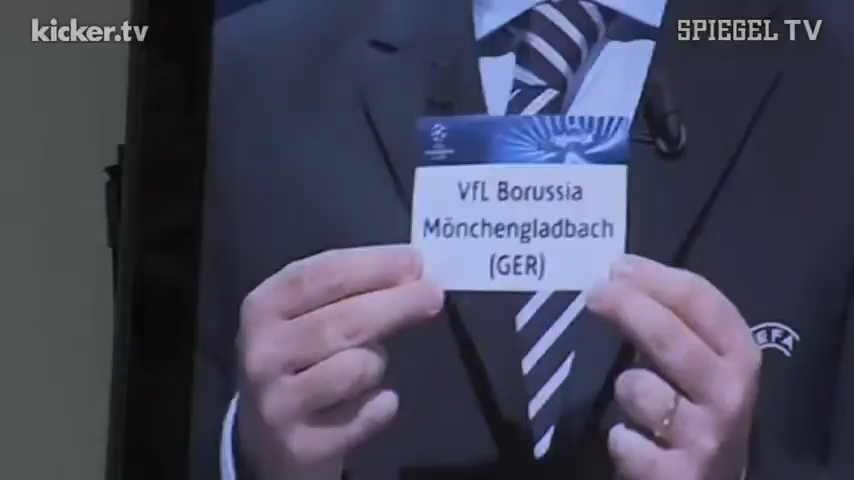 kicker.tv
SPIEGEL TV
VfL Borussia
Mönchengladbach
(GER)
UEFA